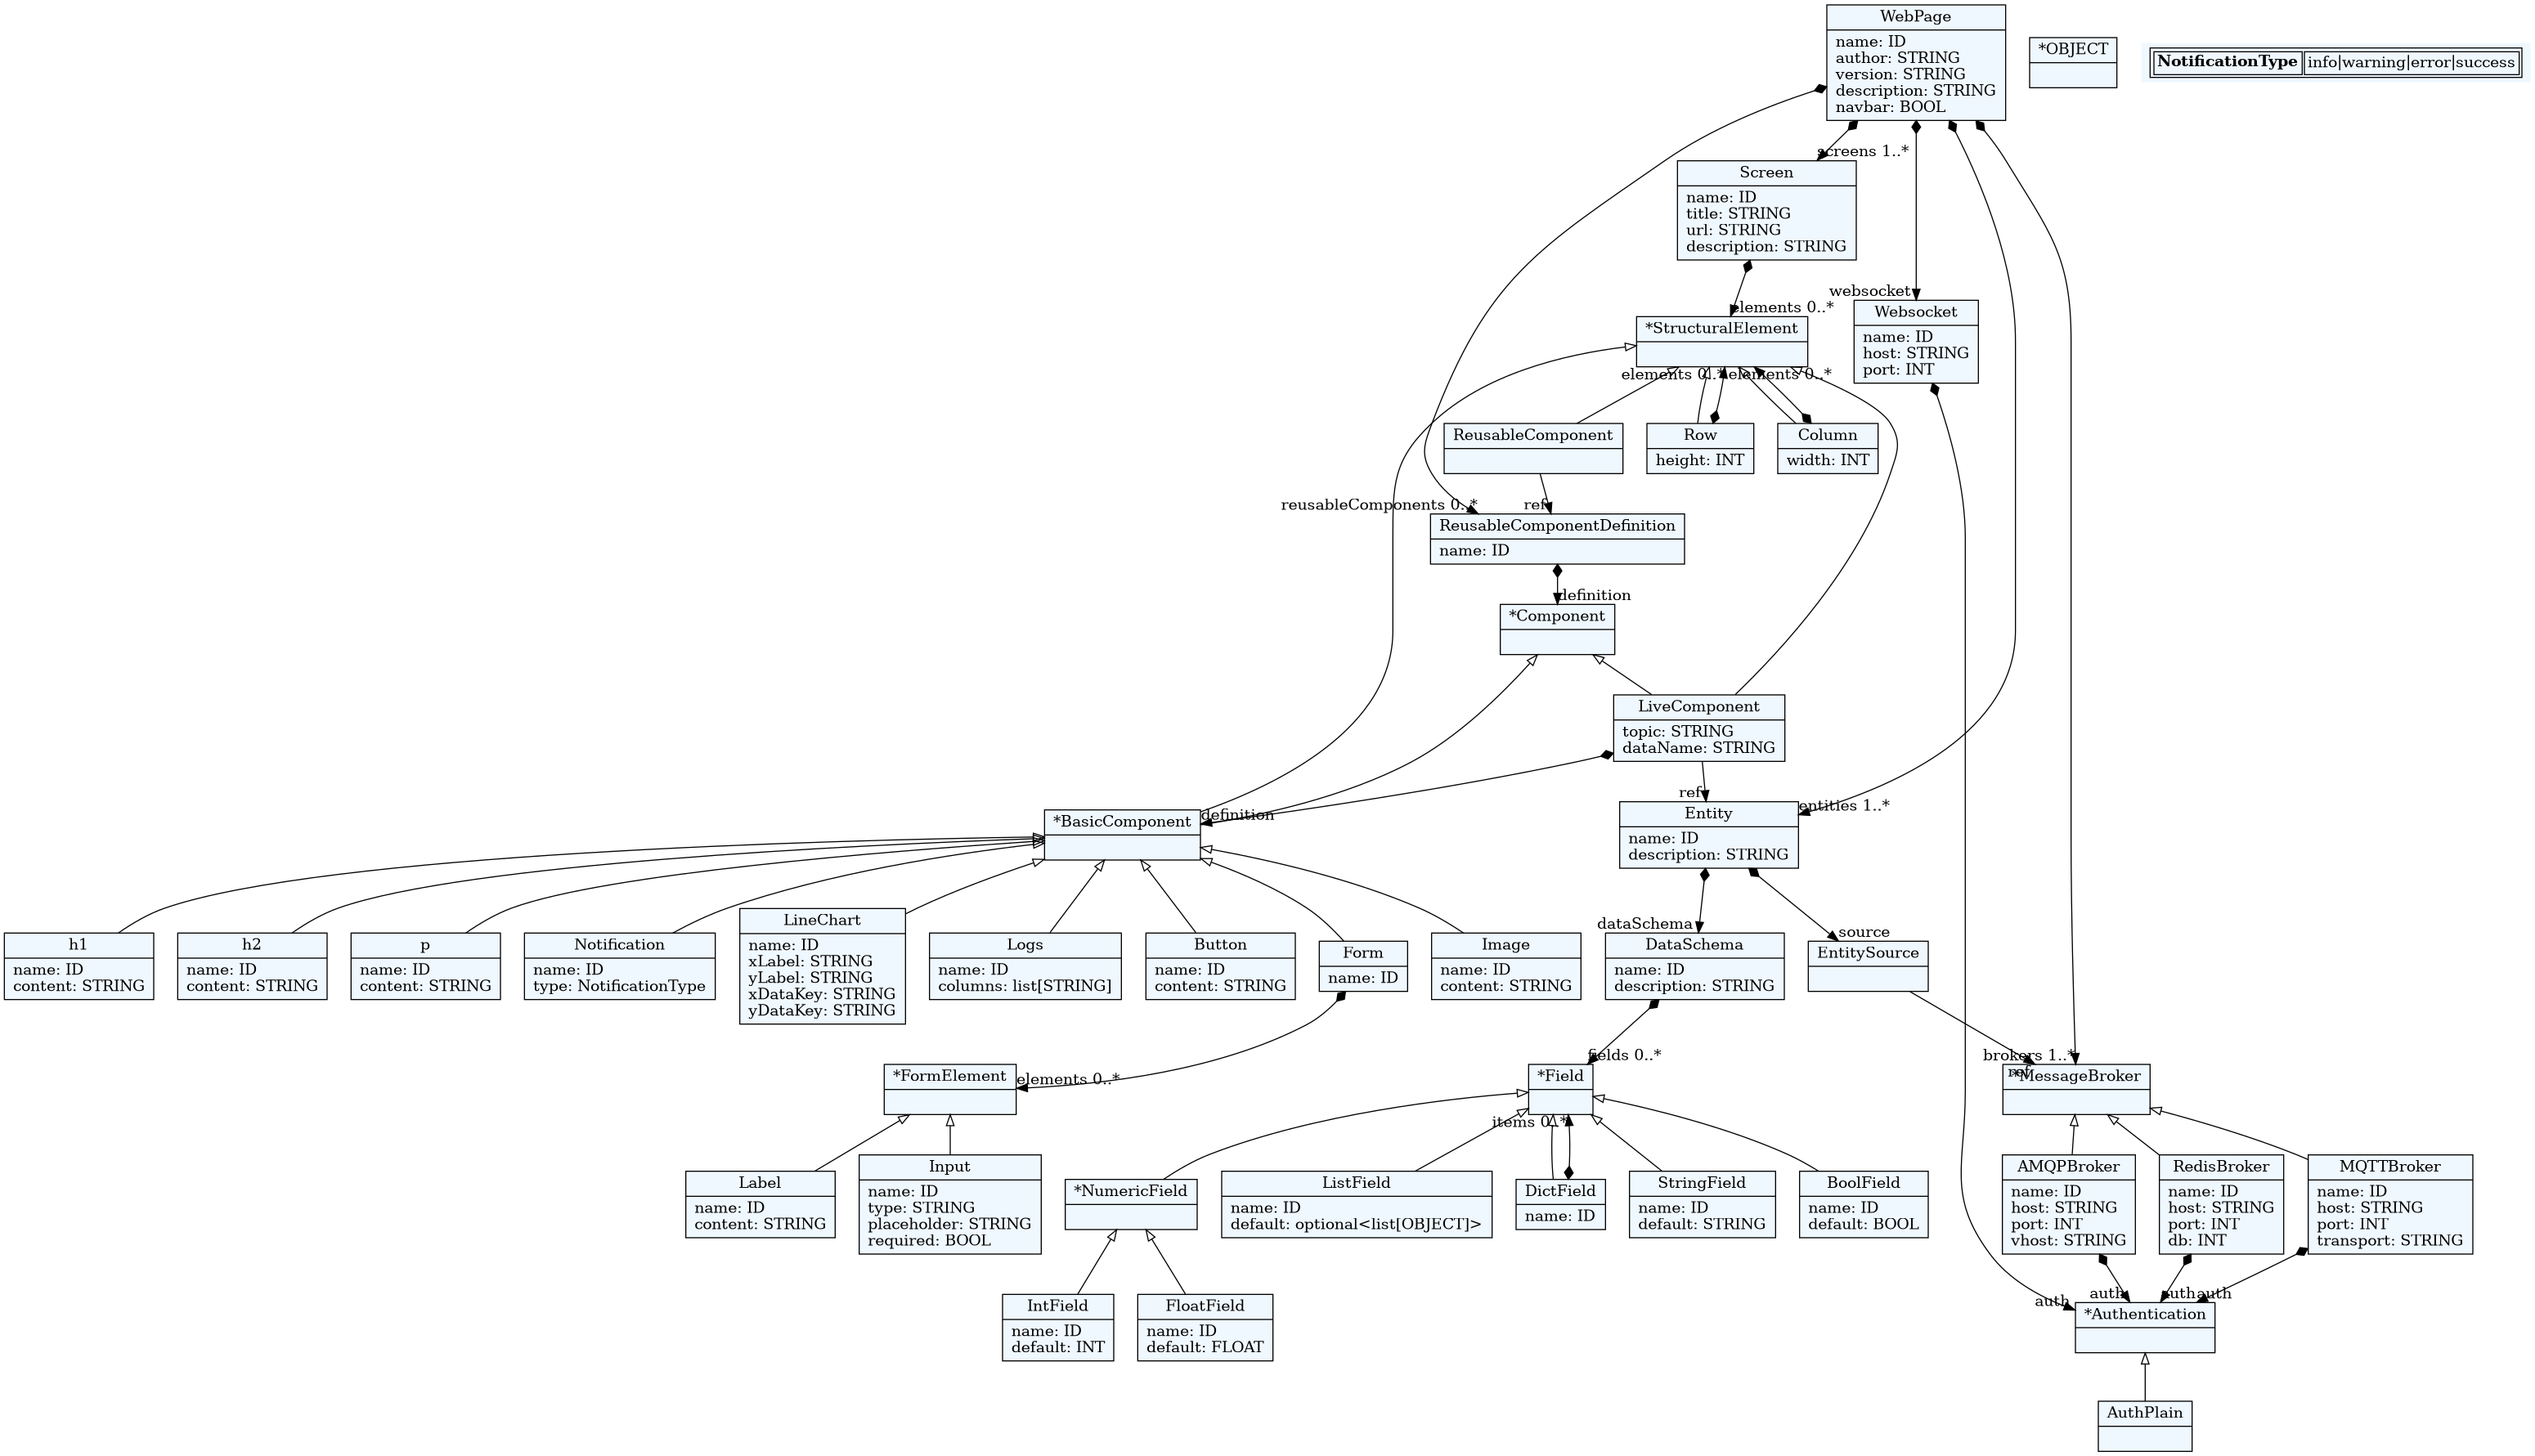 WebPage
name: ID
author: STRING
version: STRING
description: STRING
navbar: BOOL
*OBJECT
NotificationType info|warning|error|success
screens 1..*
Screen
name: ID
title: STRING
url: STRING
description: STRING
websocket
Websocket
name: ID
host: STRING
port: INT
elements 0..*
*StructuralElement
elements 0..*
elements 0..*
ReusableComponent
Row
height: INT
Column
width: INT
reusableComponents 0..*
ref
ReusableComponentDefinition
name: ID
definition
*Component
LiveComponent
topic: STRING
dataName: STRING
definition
*BasicComponent
ref
entities 1..*
Entity
name: ID
description: STRING
h1
name: ID
content: STRING
h2
name: ID
content: STRING
p
name: ID
content: STRING
Notification
name: ID
type: NotificationType
LineChart
name: ID
xLabel: STRING
yLabel: STRING
xDataKey: STRING
yDataKey: STRING
Logs
name: ID
columns: list[STRING]
Button
name: ID
content: STRING
Form
name: ID
Image
name: ID
content: STRING
dataSchema
DataSchema
name: ID
description: STRING
source
EntitySource
elements 0..*
*FormElement
fields 0..*
*Field
items 0..*
brokers 1..*
ref
*MessageBroker
Label
name: ID
content: STRING
Input
name: ID
type: STRING
placeholder: STRING
required: BOOL
*NumericField
ListField
name: ID
default: optional<list[OBJECT]>
DictField
name: ID
StringField
name: ID
default: STRING
BoolField
name: ID
default: BOOL
AMQPBroker
name: ID
host: STRING
port: INT
vhost: STRING
RedisBroker
name: ID
host: STRING
port: INT
db: INT
MQTTBroker
name: ID
host: STRING
port: INT
transport: STRING
IntField
name: ID
default: INT
FloatField
name: ID
default: FLOAT
auth
auth
auth
auth
*Authentication
AuthPlain